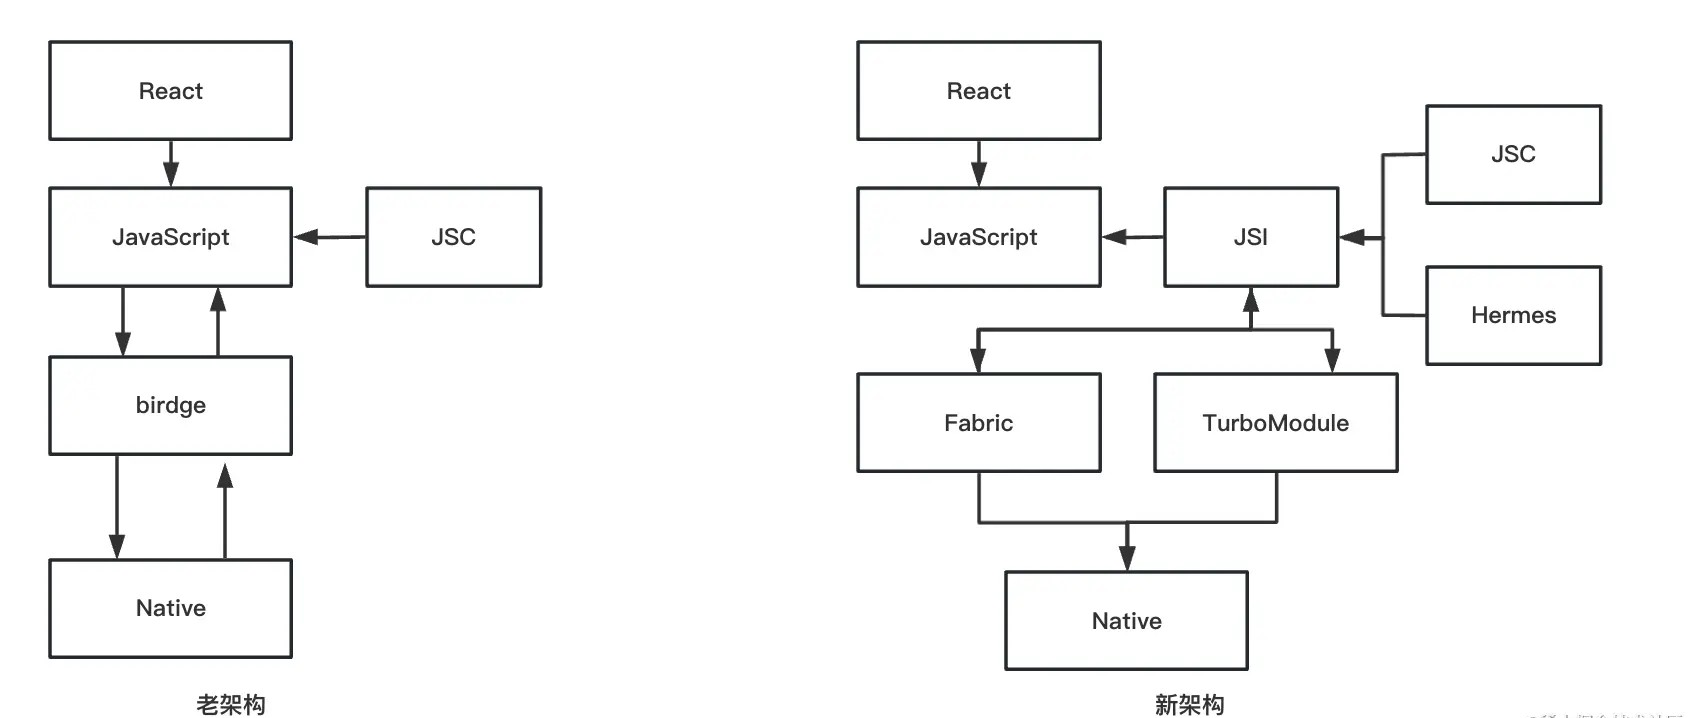 React
JavaScript
JSC
birdge
Native
老架构
React
JavaScript
JSI
JSC
Hermes
Fabric
TurboModule
Native
新架构